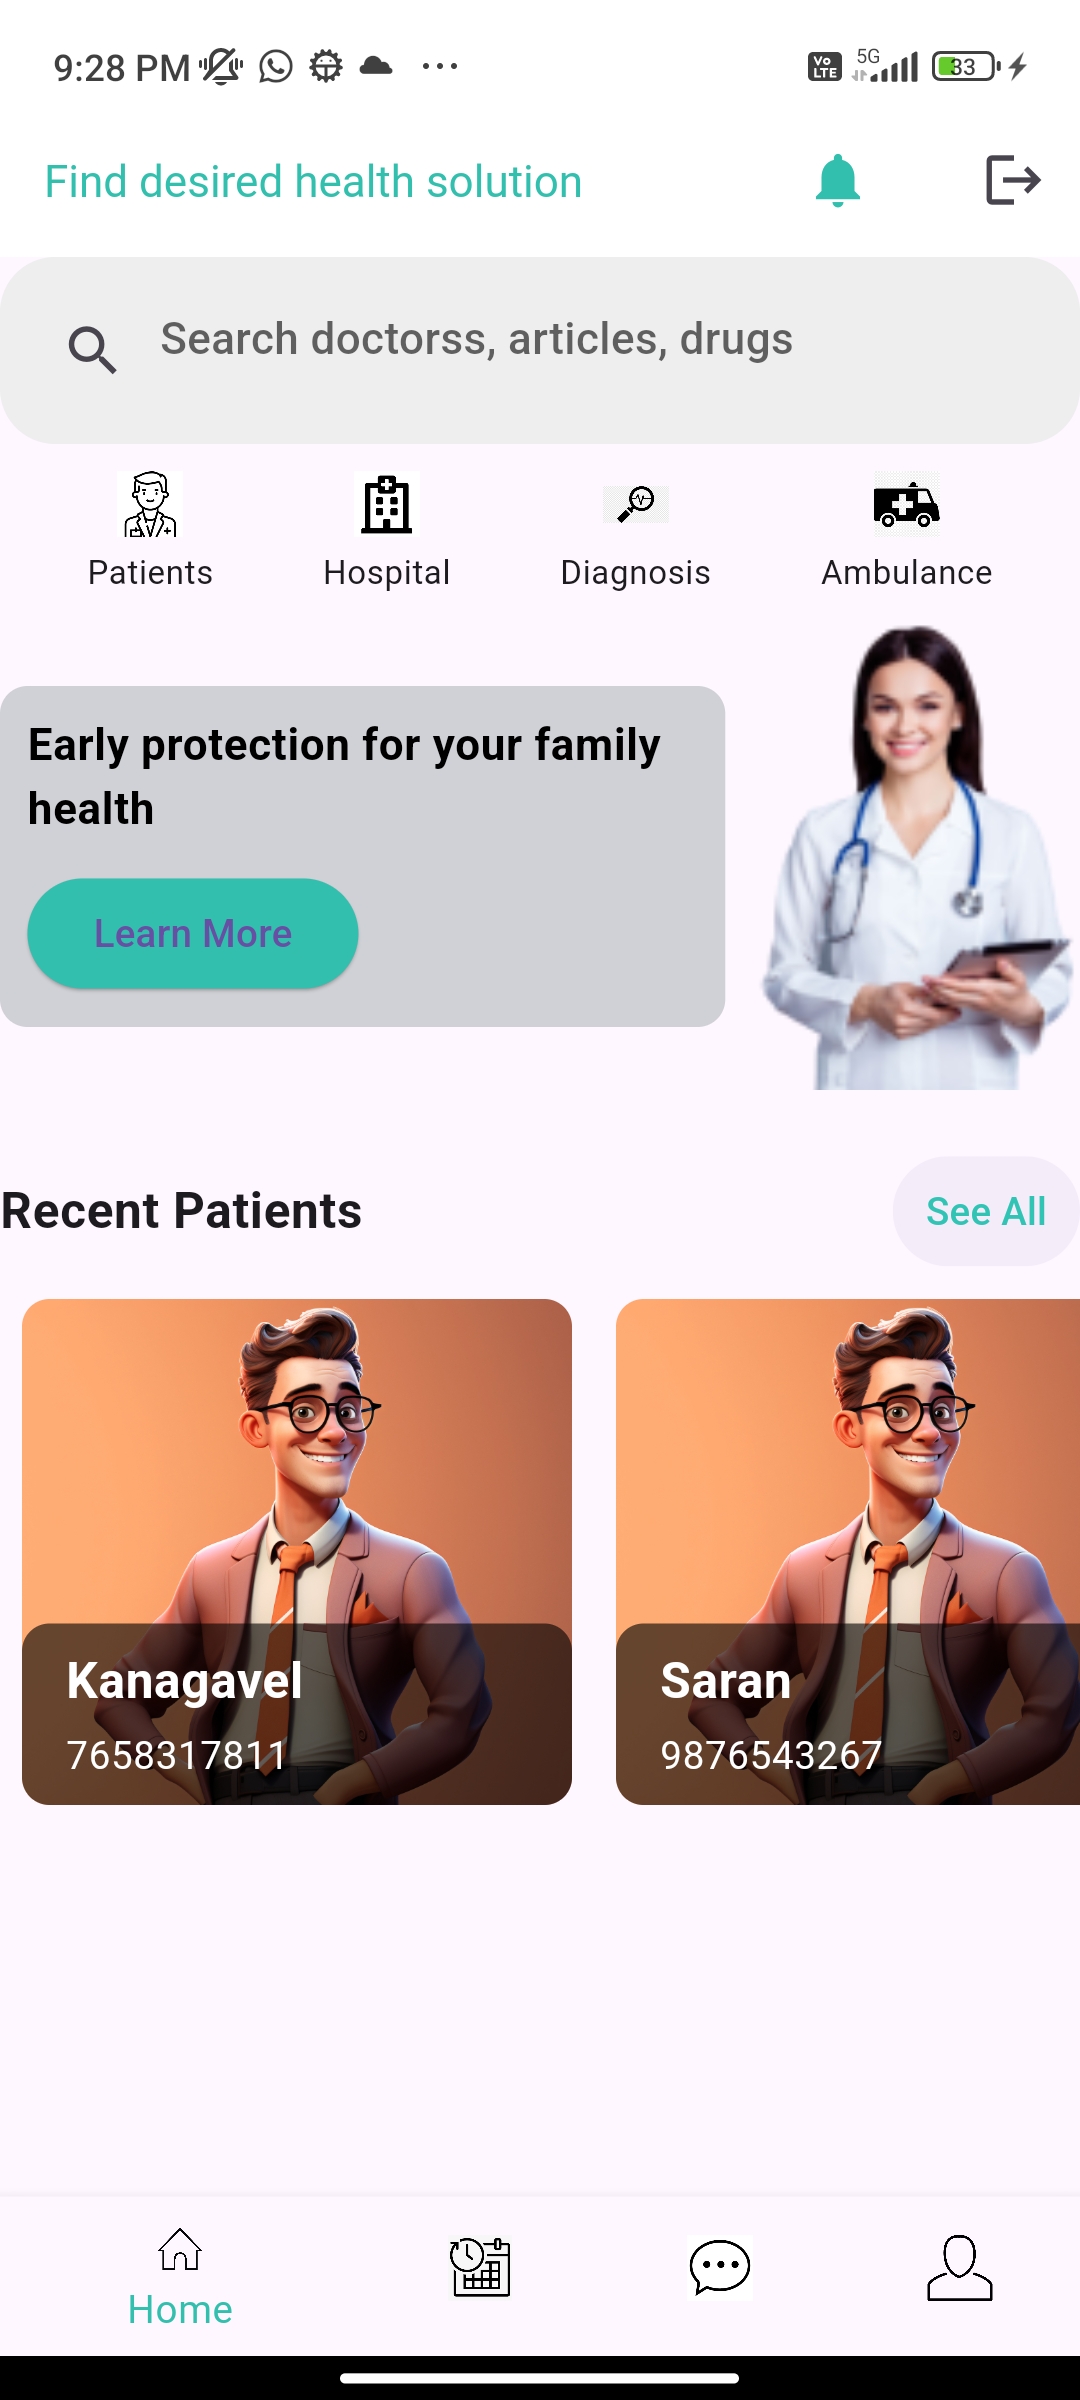 9:28 PM
Vo LTE 5G 33
Find desired health solution
Search doctorss, articles, drugs
Patients Hospital Diagnosis Ambulance
Early protection for your family
health
Learn More
Recent Patients See All
Kanagavel Saran
7658317811 9876543267
Home